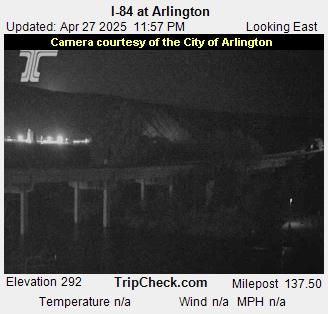 I-84 at Arlington
Updated: Apr 27 2025 11:57 PM Looking East
Camera courtesy of the City of Arlington
Elevation 292 TripCheck.com Milepost 137.50
Temperature n/a Wind n/a MPH n/a